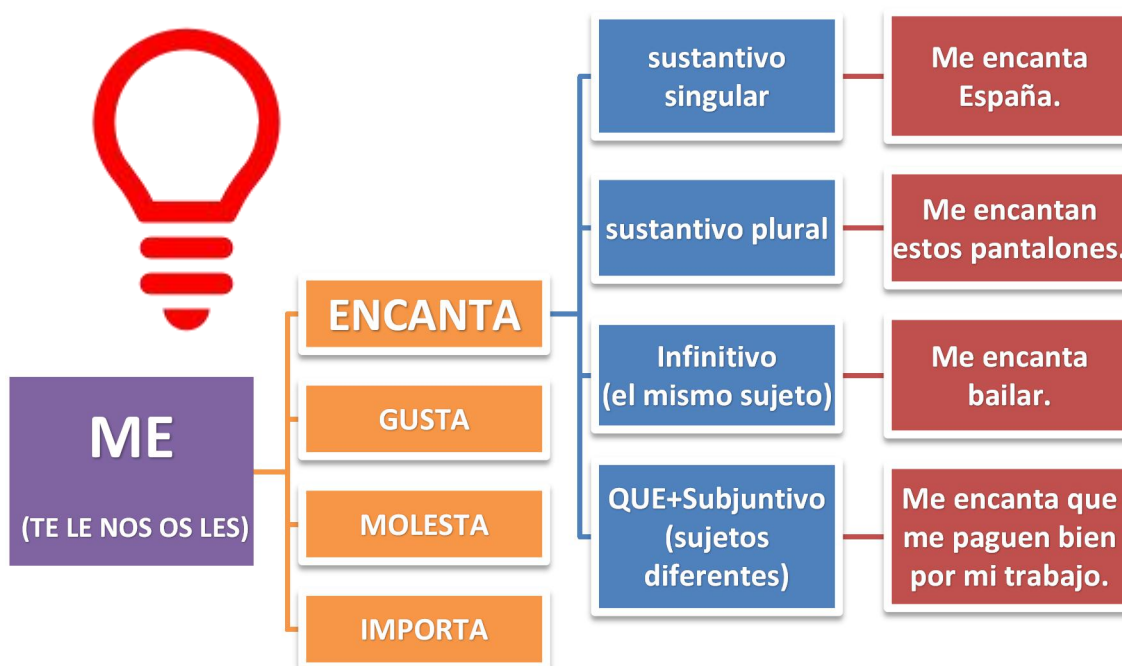 ME
(TE LE NOS OS LES)
ENCANTA
GUSTA
MOLESTA
IMPORTA
sustantivo
singular
Me encanta
España.
sustantivo plural
Me encantan
estos pantalones.
Infinitivo
(el mismo sujeto)
Me encanta
bailar.
QUE+Subjuntivo
(sujetos
diferentes)
Me encanta que
me paguen bien
por mi trabajo.